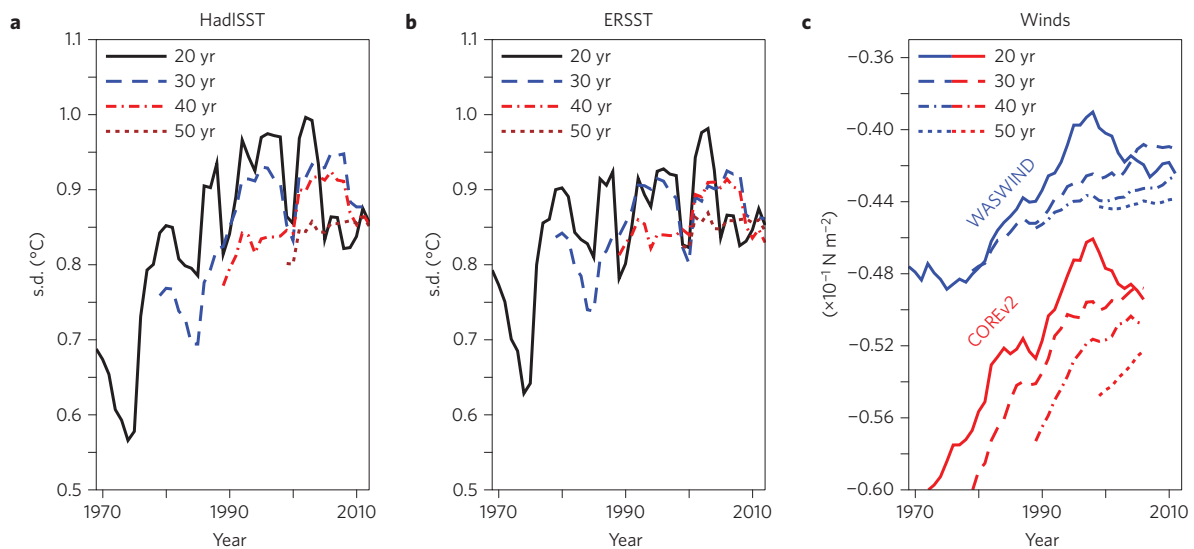 a
HadISST
1.1
1.0
0.9
0.8
0.7
0.6
0.5
s.d. (°C)
20 yr
30 yr
40 yr
50 yr
1970
1990
2010
Year
b
ERSST
1.1
1.0
0.9
0.8
0.7
0.6
0.5
s.d. (°C)
20 yr
30 yr
40 yr
50 yr
1970
1990
2010
Year
c
Winds
−0.36
−0.40
−0.44
−0.48
−0.52
−0.56
−0.60
(×10⁻¹ N m⁻²)
20 yr
30 yr
40 yr
50 yr
WASWIND
COREv2
1970
1990
2010
Year